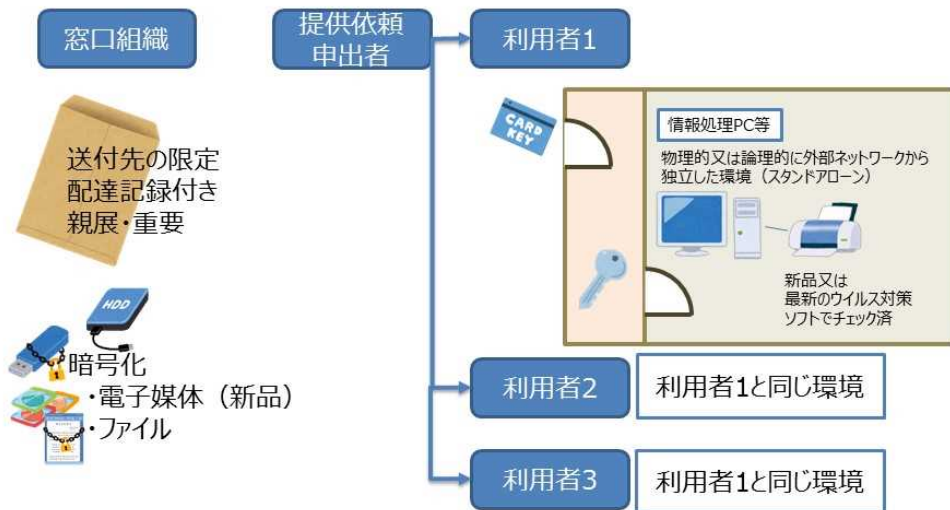 窓口組織
提供依頼
申出者
利用者1
送付先の限定
配達記録付き
親展・重要
HDD
暗号化
・電子媒体（新品）
・ファイル
CARD
KEY
情報処理PC等
物理的又は論理的に外部ネットワークから
独立した環境（スタンドアローン）
新品又は
最新のウイルス対策
ソフトでチェック済
利用者2
利用者1と同じ環境
利用者3
利用者1と同じ環境